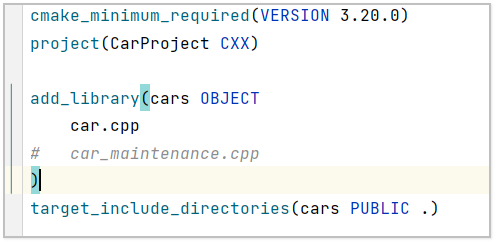 cmake_minimum_required(VERSION 3.20.0)
project(CarProject CXX)
add_library(cars OBJECT
    car.cpp
#   car_maintenance.cpp
)
target_include_directories(cars PUBLIC .)